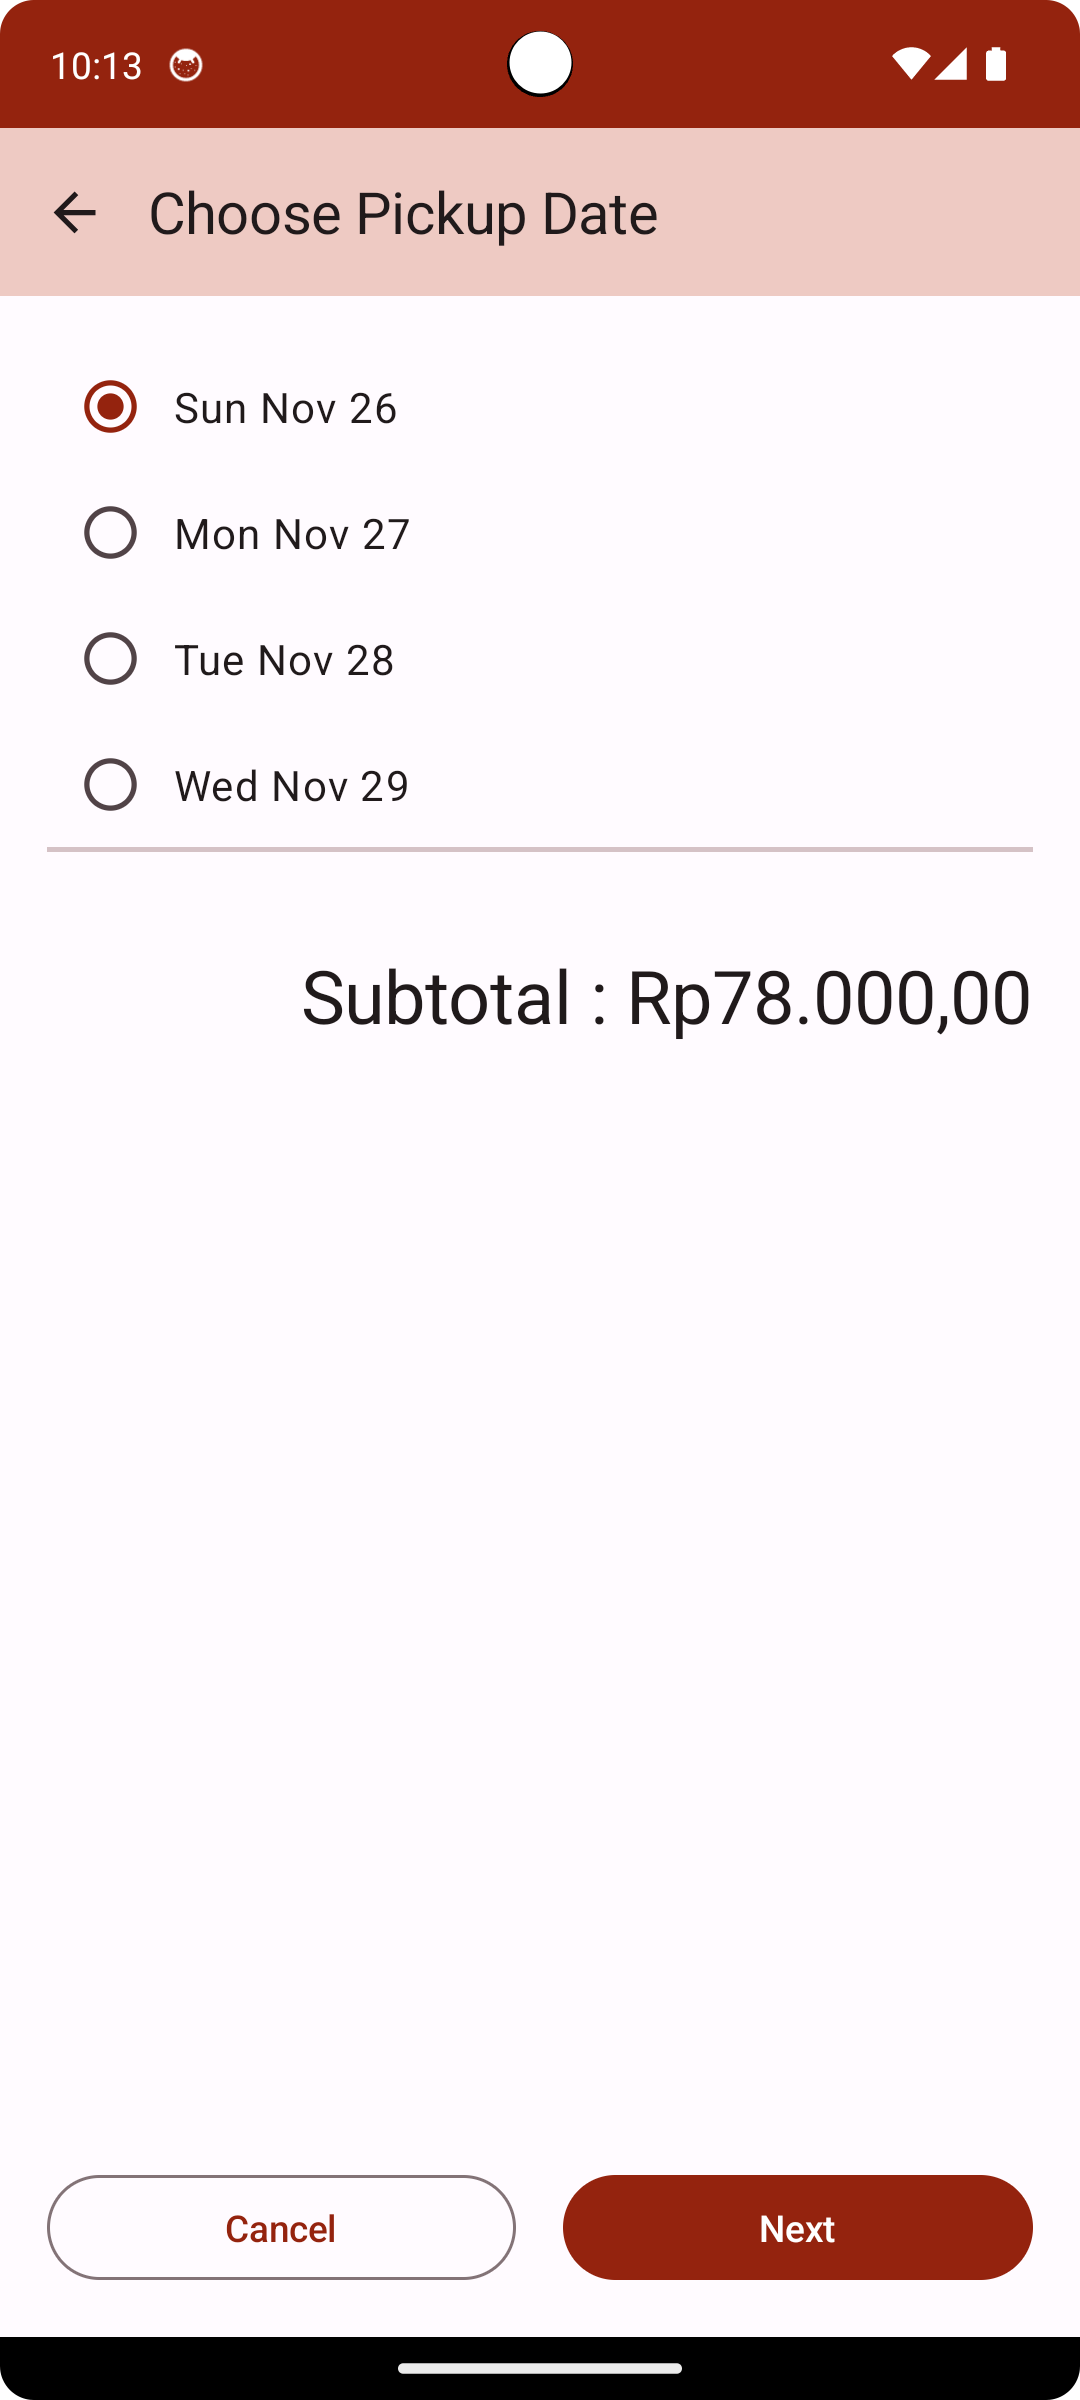 10:13
Choose Pickup Date
Sun Nov 26
Mon Nov 27
Tue Nov 28
Wed Nov 29
Subtotal : Rp78.000,00
Cancel
Next